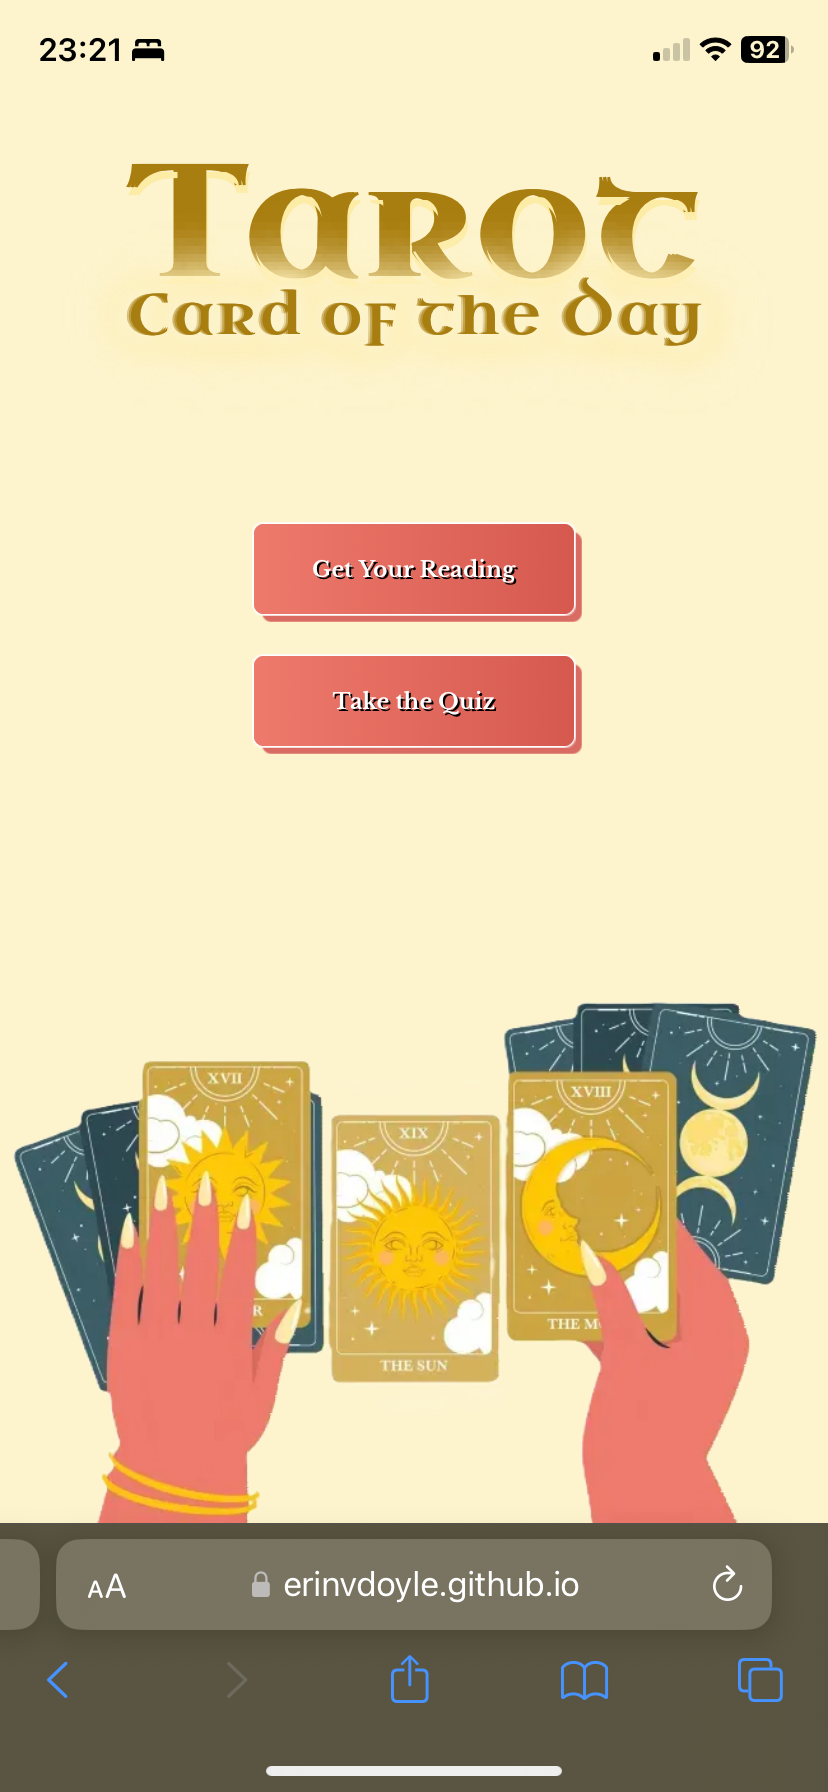 23:21
92
Tarot
Card of the Day
Get Your Reading
Take the Quiz
XVII
XIX
XVIII
R
THE SUN
THE M
AA
erinvdoyle.github.io